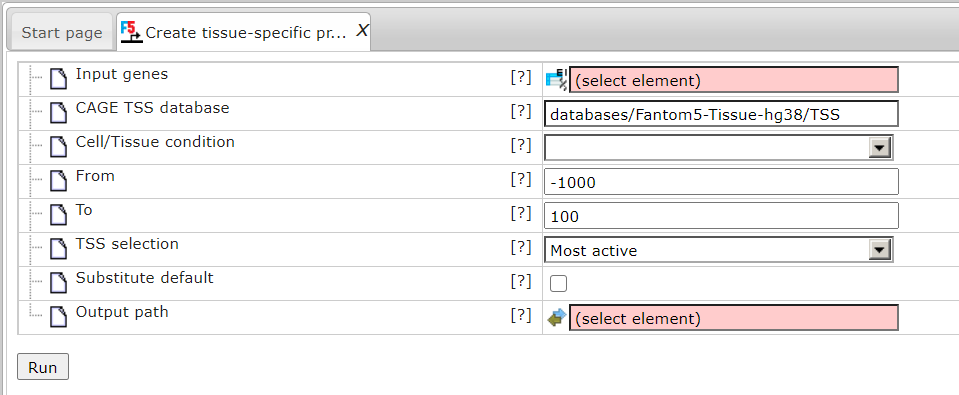 Start page
F5 Create tissue-specific pr... X
Input genes [?] (select element)
CAGE TSS database [?] databases/Fantom5-Tissue-hg38/TSS
Cell/Tissue condition [?]
From [?] -1000
To [?] 100
TSS selection [?] Most active
Substitute default [?]
Output path [?] (select element)
Run